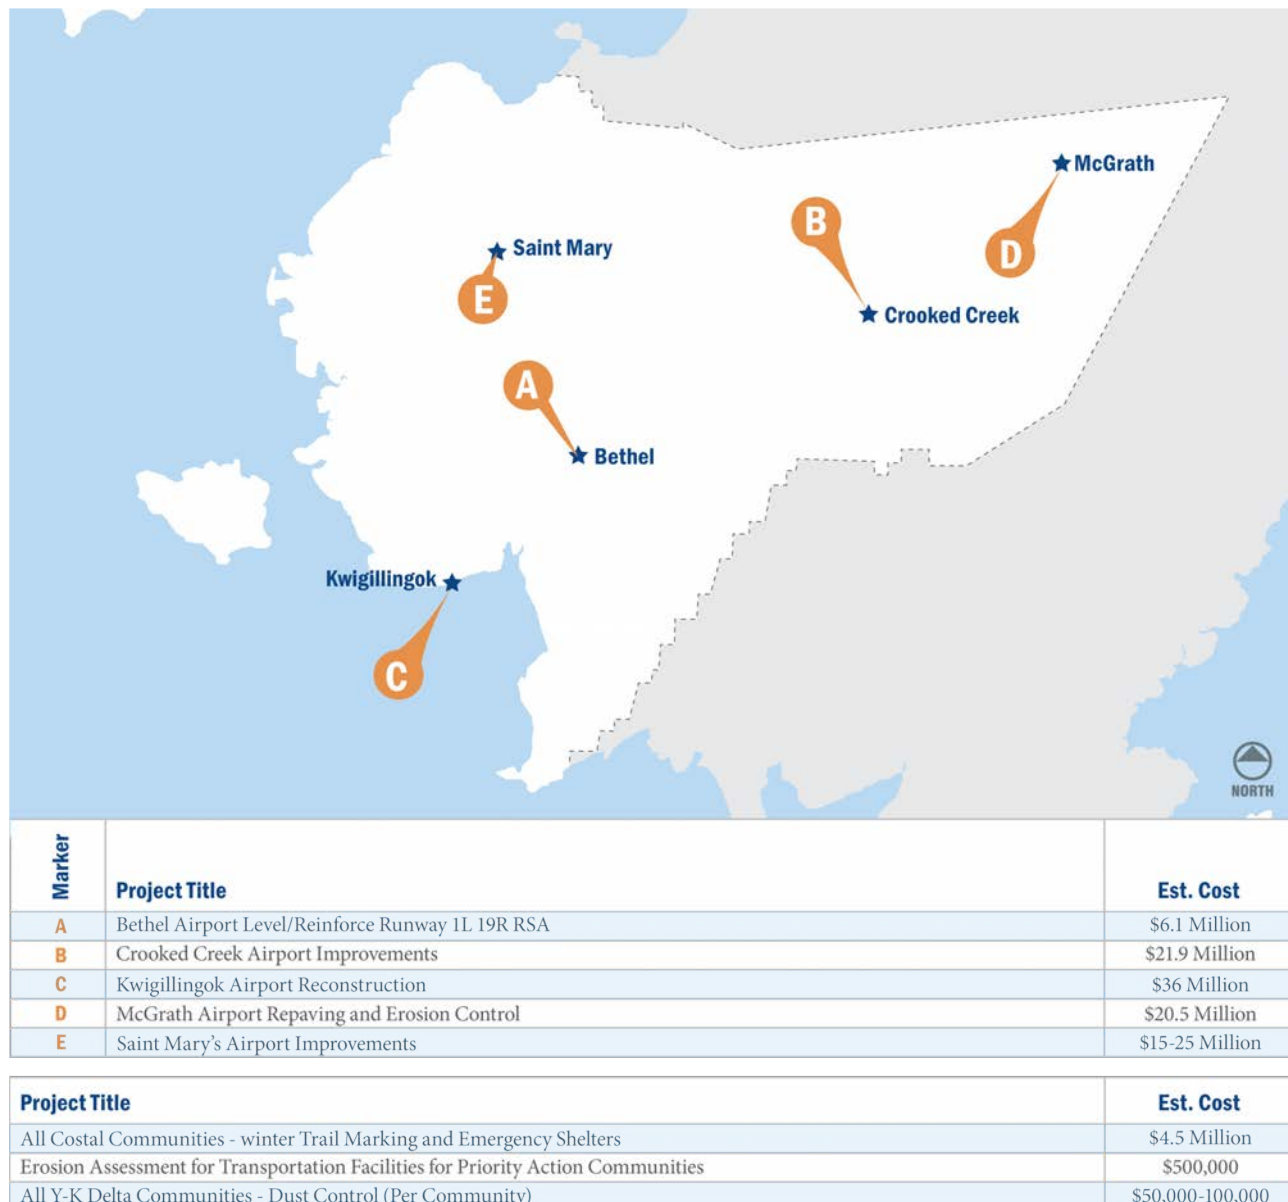 McGrath
B
D
Saint Mary
E
Crooked Creek
A
Bethel
Kwigillingok
C
NORTH
Marker Project Title Est. Cost
A Bethel Airport Level/Reinforce Runway 1L 19R RSA $6.1 Million
B Crooked Creek Airport Improvements $21.9 Million
C Kwigillingok Airport Reconstruction $36 Million
D McGrath Airport Repaving and Erosion Control $20.5 Million
E Saint Mary's Airport Improvements $15-25 Million
Project Title Est. Cost
All Costal Communities - winter Trail Marking and Emergency Shelters $4.5 Million
Erosion Assessment for Transportation Facilities for Priority Action Communities $500,000
All Y-K Delta Communities - Dust Control (Per Community) $50,000-100,000